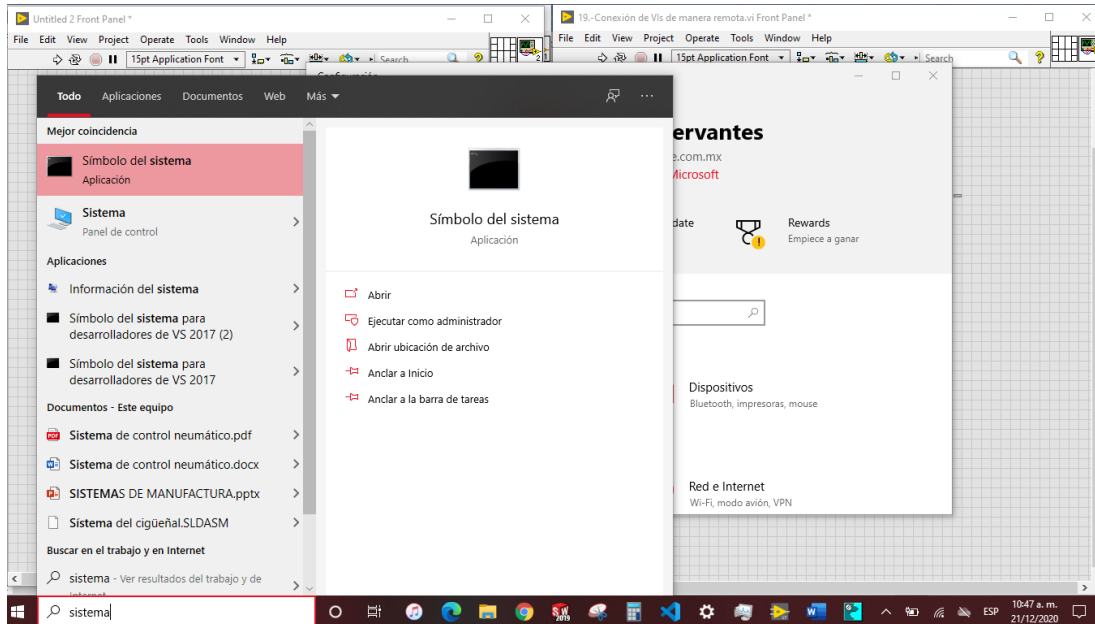 Untitled 2 Front Panel *
File Edit View Project Operate Tools Window Help
15pt Application Font
Search
2
19.-Conexión de VIs de manera remota.vi Front Panel *
File Edit View Project Operate Tools Window Help
15pt Application Font
Search
Todo Aplicaciones Documentos Web Más
Mejor coincidencia
Símbolo del sistema
Aplicación
Sistema
Panel de control
Aplicaciones
Información del sistema
Símbolo del sistema para
desarrolladores de VS 2017 (2)
Símbolo del sistema para
desarrolladores de VS 2017
Documentos - Este equipo
Sistema de control neumático.pdf
Sistema de control neumático.docx
SISTEMAS DE MANUFACTURA.pptx
Sistema del cigüeñal.SLDASM
Buscar en el trabajo y en Internet
sistema - Ver resultados del trabajo y de
Símbolo del sistema
Aplicación
Abrir
Ejecutar como administrador
Abrir ubicación de archivo
Anclar a Inicio
Anclar a la barra de tareas
ervantes
e.com.mx
Microsoft
date
Rewards
Empiece a ganar
Dispositivos
Bluetooth, impresoras, mouse
Red e Internet
Wi-Fi, modo avión, VPN
sistema
ESP
10:47 a. m.
21/12/2020